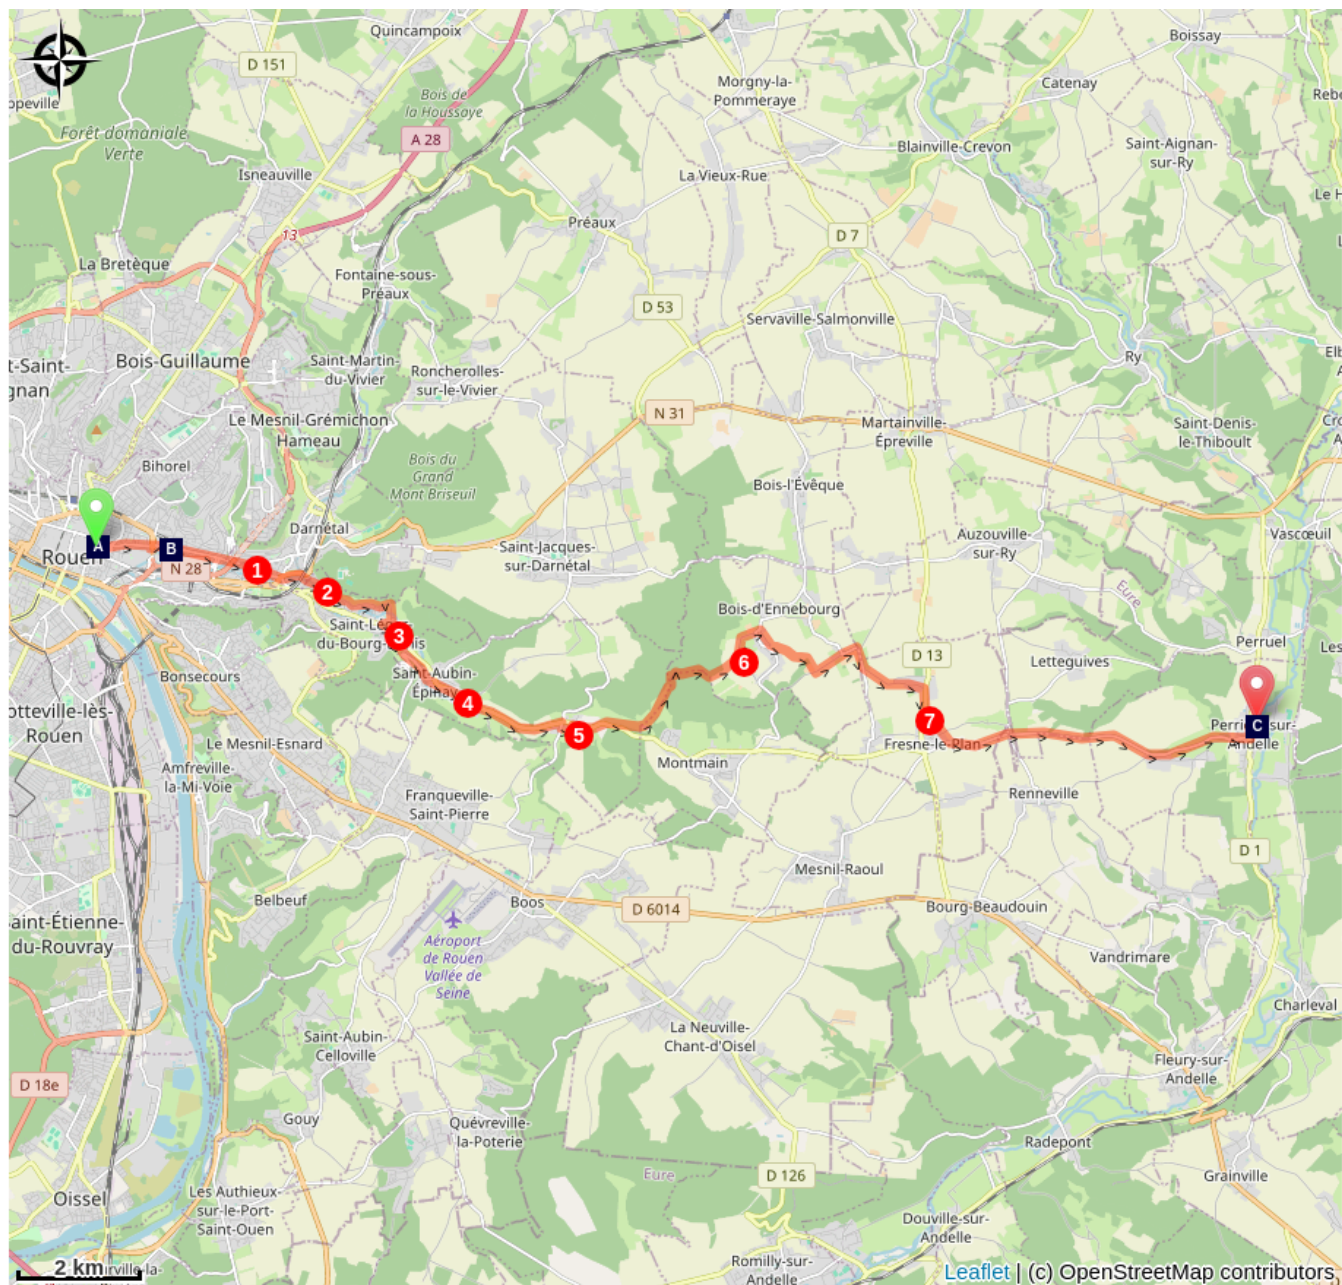 Quincampoix
Boissay
D 151
Morgny-la-
Pommeraye
Catenay
Bois de
la Houssaye
Forêt domaniale
Verte
A 28
Blainville-Crevon
Saint-Aignan-
sur-Ry
Isneauville
La Vieux-Rue
Préaux
13
D 7
La Bretèque
Fontaine-sous-
Préaux
D 53
Servaville-Salmonville
Bois-Guillaume
Saint-Martin-
du-Vivier
Roncherolles-
sur-le-Vivier
Ry
Le Mesnil-Grémichon
Hameau
N 31
Martainville-
Épreville
Saint-Denis-
le-Thiboult
Bihorel
Bois du
Grand
Mont Briseuil
Bois-l'Évêque
Darnétal
Rouen
A
B
N 28
1
2
Saint-Jacques-
sur-Darnétal
Auzouville-
sur-Ry
Vascœuil
Eure
Bois-d'Ennebourg
3
Bonsecours
Saint-Aubin-
Épinay
4
5
6
D 13
Letteguives
Perruel
7
Fresne-le-Plan
C
Rouen
Le Mesnil-Esnard
Amfreville-
la-Mi-Voie
Montmain
Franqueville-
Saint-Pierre
Renneville
D 1
Mesnil-Raoul
Belbeuf
Boos
D 6014
Bourg-Beaudouin
du-Rouvray
Aéroport
de Rouen
Vallée de
Seine
Vandrimare
Charleval
La Neuville-
Chant-d'Oisel
Saint-Aubin-
Celloville
Fleury-sur-
Andelle
D 18e
Gouy
Quévreville-
la-Poterie
Radepont
Eure
D 126
Grainville
Oissel
Les Authieux-
sur-le-Port-
Saint-Ouen
Douville-sur-
Andelle
Romilly-sur-
Andelle
2 km
Leaflet | (c) OpenStreetMap contributors